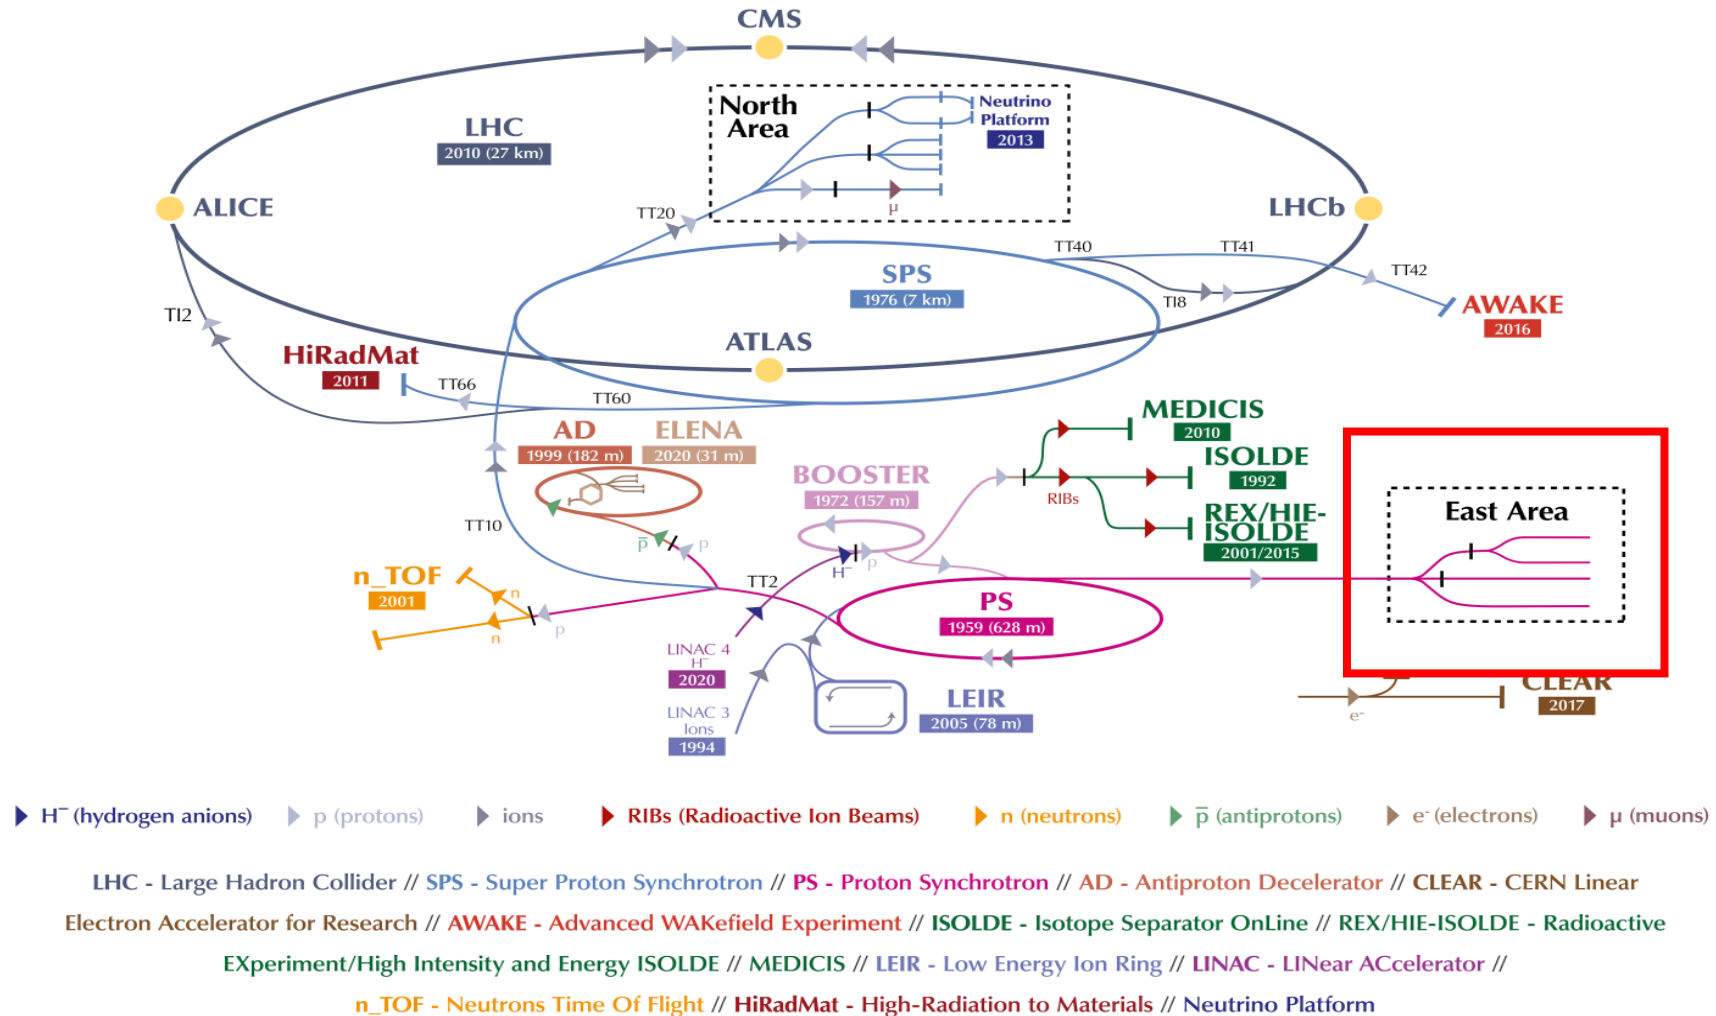 CMS
North
Area
Neutrino
Platform
2013
LHC
2010 (27 km)
ALICE
LHCb
μ
TT20
TT40
TT41
TT42
SPS
1976 (7 km)
TI8
AWAKE
2016
TI2
ATLAS
HiRadMat
2011
TT66
TT60
MEDICIS
2010
AD
1999 (182 m)
ELENA
2020 (31 m)
BOOSTER
1972 (157 m)
ISOLDE
1992
RIBs
REX/HIE-
ISOLDE
2001/2015
East Area
TT10
p̅
p
H⁻
p
n_TOF
2001
n
TT2
PS
1959 (628 m)
n
p
LINAC 4
H⁻
2020
LINAC 3
Ions
1994
LEIR
2005 (78 m)
CLEAR
2017
e⁻
H⁻ (hydrogen anions)
p (protons)
ions
RIBs (Radioactive Ion Beams)
n (neutrons)
p̅ (antiprotons)
e⁻ (electrons)
μ (muons)
LHC - Large Hadron Collider // SPS - Super Proton Synchrotron // PS - Proton Synchrotron // AD - Antiproton Decelerator // CLEAR - CERN Linear
Electron Accelerator for Research // AWAKE - Advanced WAKefield Experiment // ISOLDE - Isotope Separator OnLine // REX/HIE-ISOLDE - Radioactive
EXperiment/High Intensity and Energy ISOLDE // MEDICIS // LEIR - Low Energy Ion Ring // LINAC - LINear ACcelerator //
n_TOF - Neutrons Time Of Flight // HiRadMat - High-Radiation to Materials // Neutrino Platform